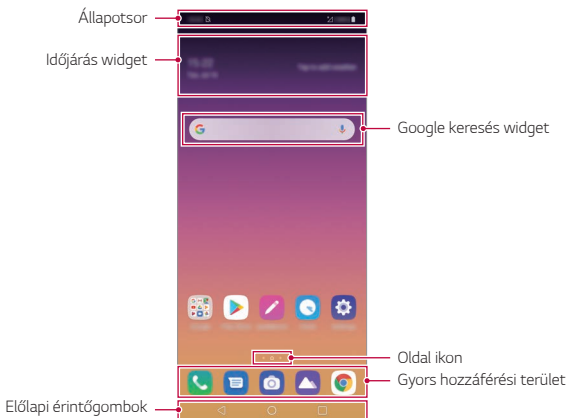 Állapotsor
Időjárás widget
Google keresés widget
Oldal ikon
Gyors hozzáférési terület
Előlapi érintőgombok